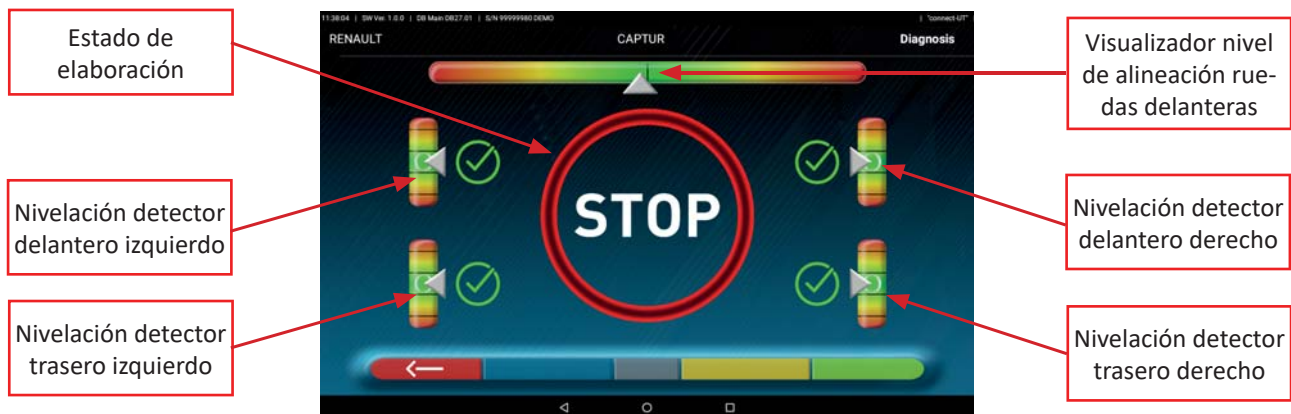 Estado de
elaboración
Nivelación detector
delantero izquierdo
Nivelación detector
trasero izquierdo
11:38:04 | SW Ver. 1.0.0 | DB Main DB27.01 | S/N 99999980 DEMO
| "connect-UT"
RENAULT
CAPTUR
Diagnosis
STOP
Visualizador nivel
de alineación rue-
das delanteras
Nivelación detector
delantero derecho
Nivelación detector
trasero derecho